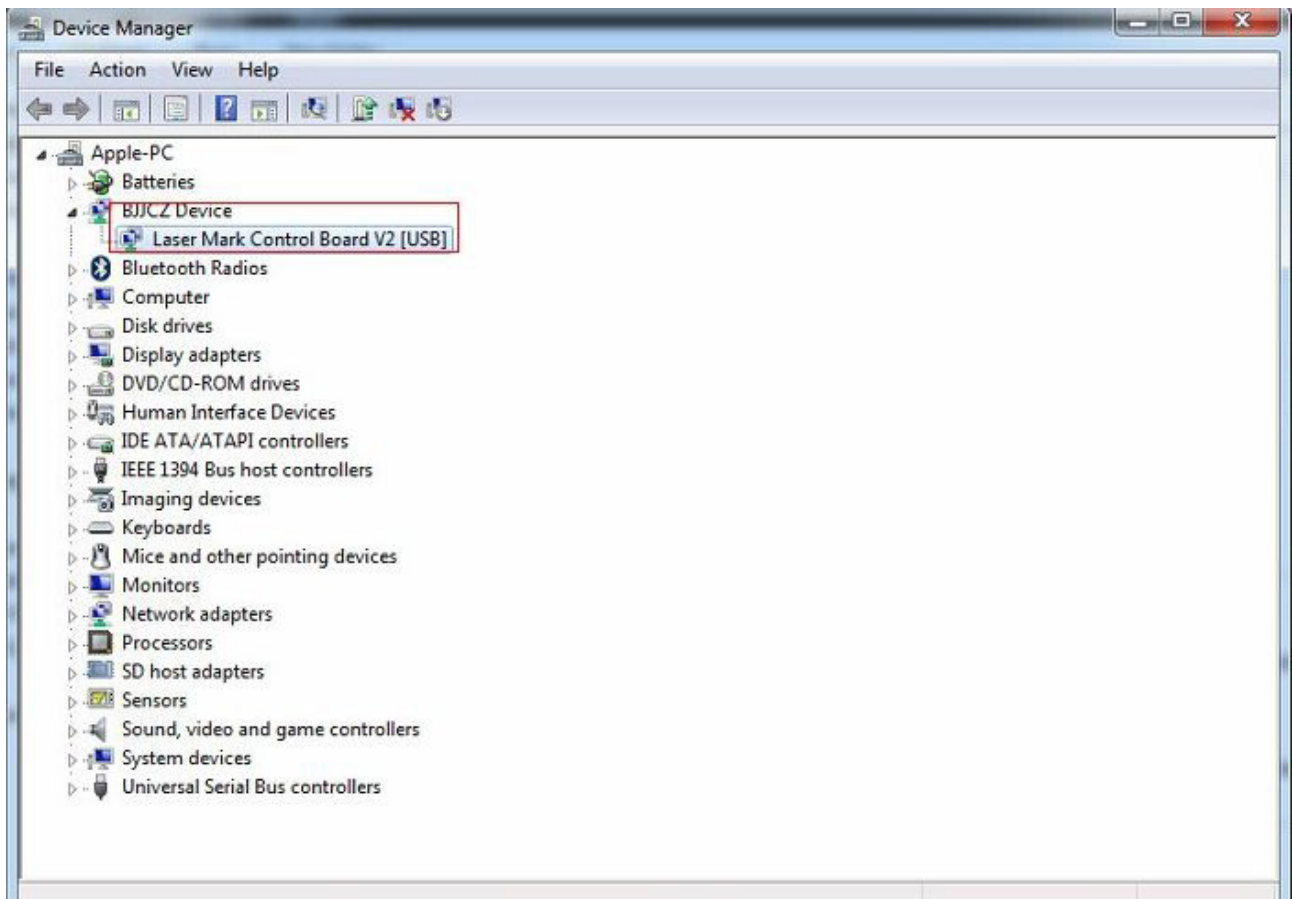 Device Manager
File Action View Help
Apple-PC
Batteries
BJJCZ Device
Laser Mark Control Board V2 [USB]
Bluetooth Radios
Computer
Disk drives
Display adapters
DVD/CD-ROM drives
Human Interface Devices
IDE ATA/ATAPI controllers
IEEE 1394 Bus host controllers
Imaging devices
Keyboards
Mice and other pointing devices
Monitors
Network adapters
Processors
SD host adapters
Sensors
Sound, video and game controllers
System devices
Universal Serial Bus controllers